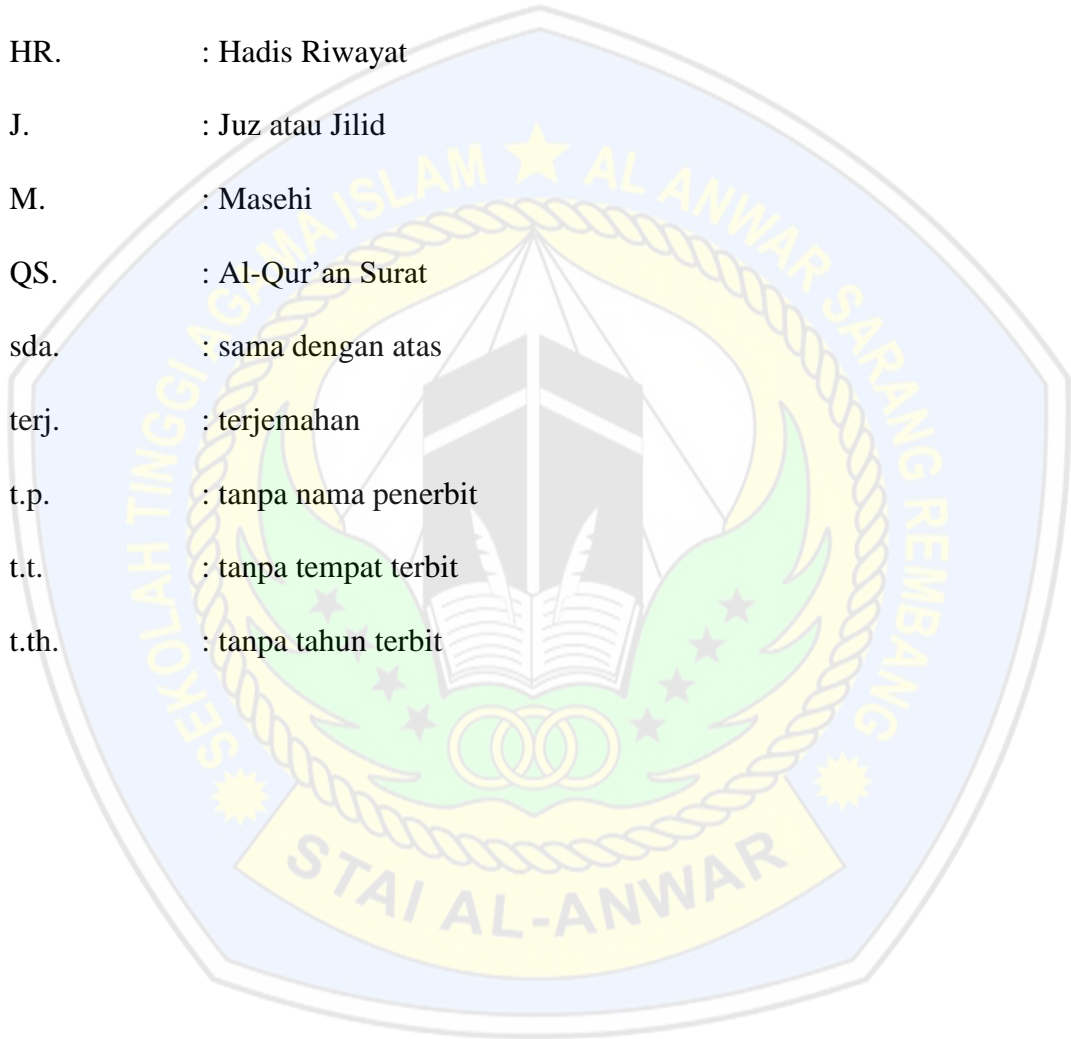 HR. : Hadis Riwayat
J. : Juz atau Jilid
M. : Masehi
QS. : Al-Qur’an Surat
sda. : sama dengan atas
terj. : terjemahan
t.p. : tanpa nama penerbit
t.t. : tanpa tempat terbit
t.th. : tanpa tahun terbit
SEKOLAH TINGGI AGAMA ISLAM AL ANWAR SARANG REMBANG
STAI AL-ANWAR